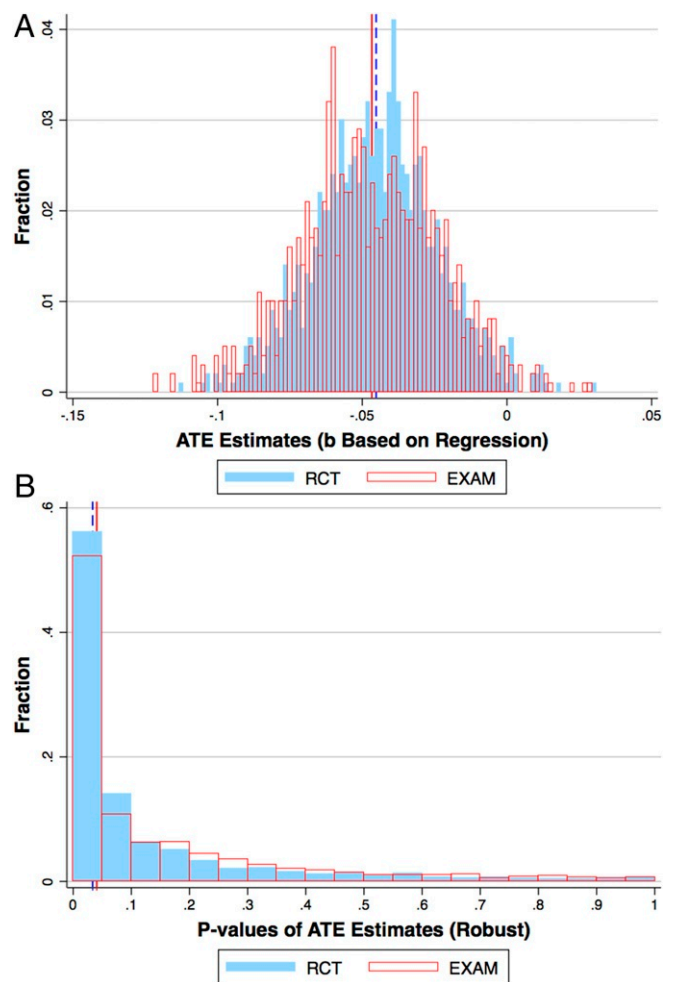 A
.04
.03
.02
.01
0
Fraction
-.15
-.1
-.05
0
.05
ATE Estimates (b Based on Regression)
RCT EXAM
B
.6
.4
.2
0
Fraction
0 .1 .2 .3 .4 .5 .6 .7 .8 .9 1
P-values of ATE Estimates (Robust)
RCT EXAM